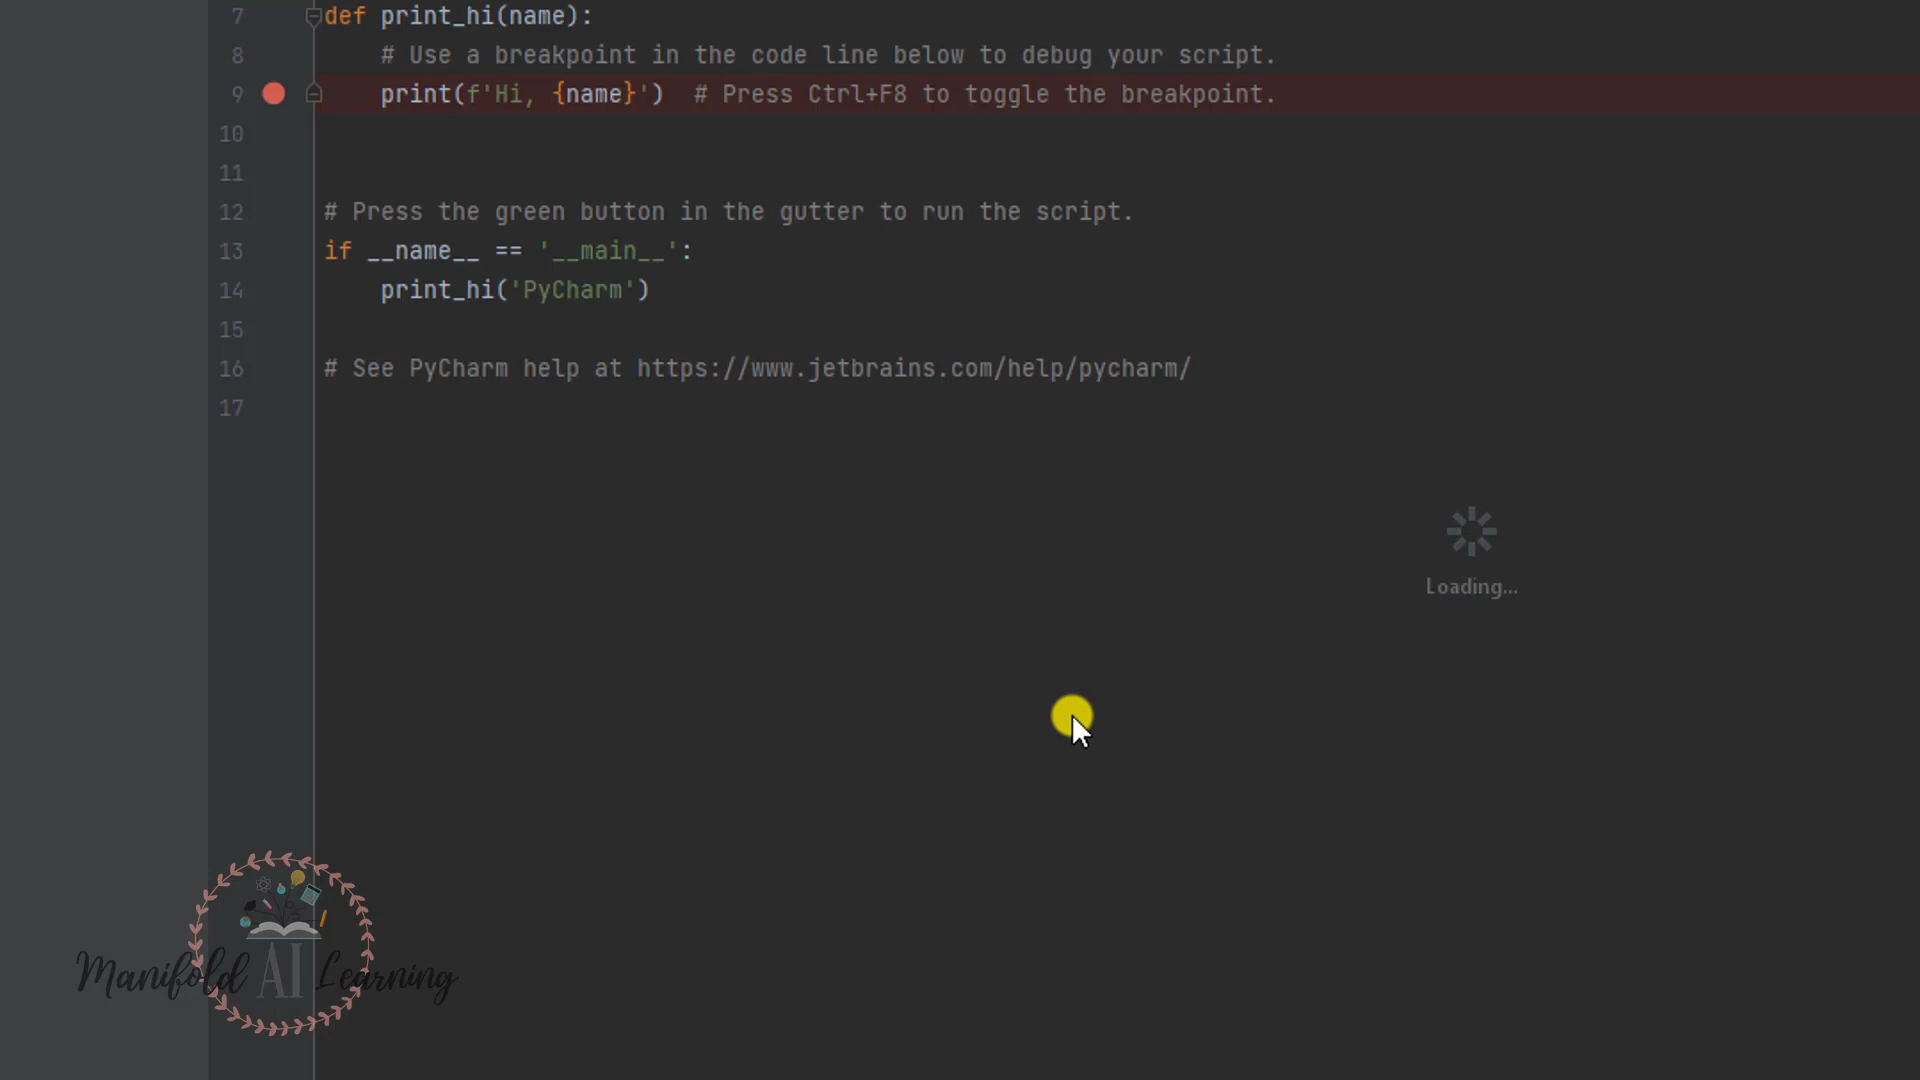 7 def print_hi(name):
8 # Use a breakpoint in the code line below to debug your script.
9 print(f'Hi, {name}') # Press Ctrl+F8 to toggle the breakpoint.
10
11
12 # Press the green button in the gutter to run the script.
13 if __name__ == '__main__':
14 print_hi('PyCharm')
15
16 # See PyCharm help at https://www.jetbrains.com/help/pycharm/
17
Loading...
Manifold AI Learning